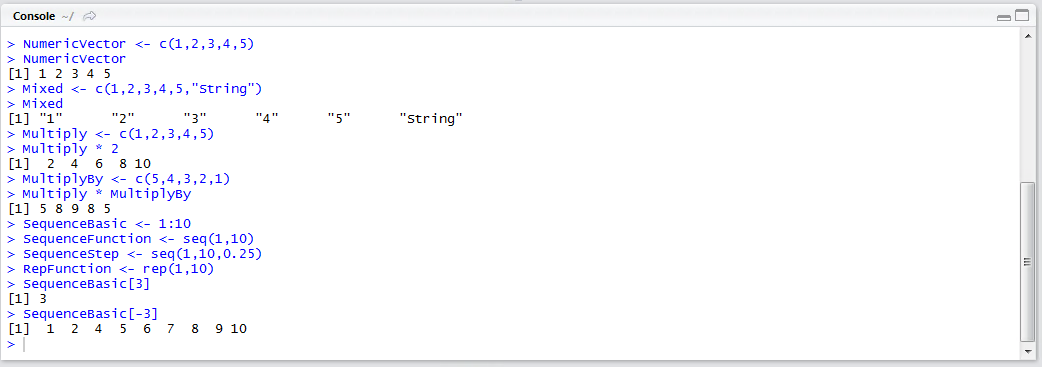 Console ~/
> NumericVector <- c(1,2,3,4,5)
> NumericVector
[1] 1 2 3 4 5
> Mixed <- c(1,2,3,4,5,"String")
> Mixed
[1] "1"      "2"      "3"      "4"      "5"      "String"
> Multiply <- c(1,2,3,4,5)
> Multiply * 2
[1]  2  4  6  8 10
> MultiplyBy <- c(5,4,3,2,1)
> Multiply * MultiplyBy
[1] 5 8 9 8 5
> SequenceBasic <- 1:10
> SequenceFunction <- seq(1,10)
> SequenceStep <- seq(1,10,0.25)
> RepFunction <- rep(1,10)
> SequenceBasic[3]
[1] 3
> SequenceBasic[-3]
[1]  1  2  4  5  6  7  8  9 10
>